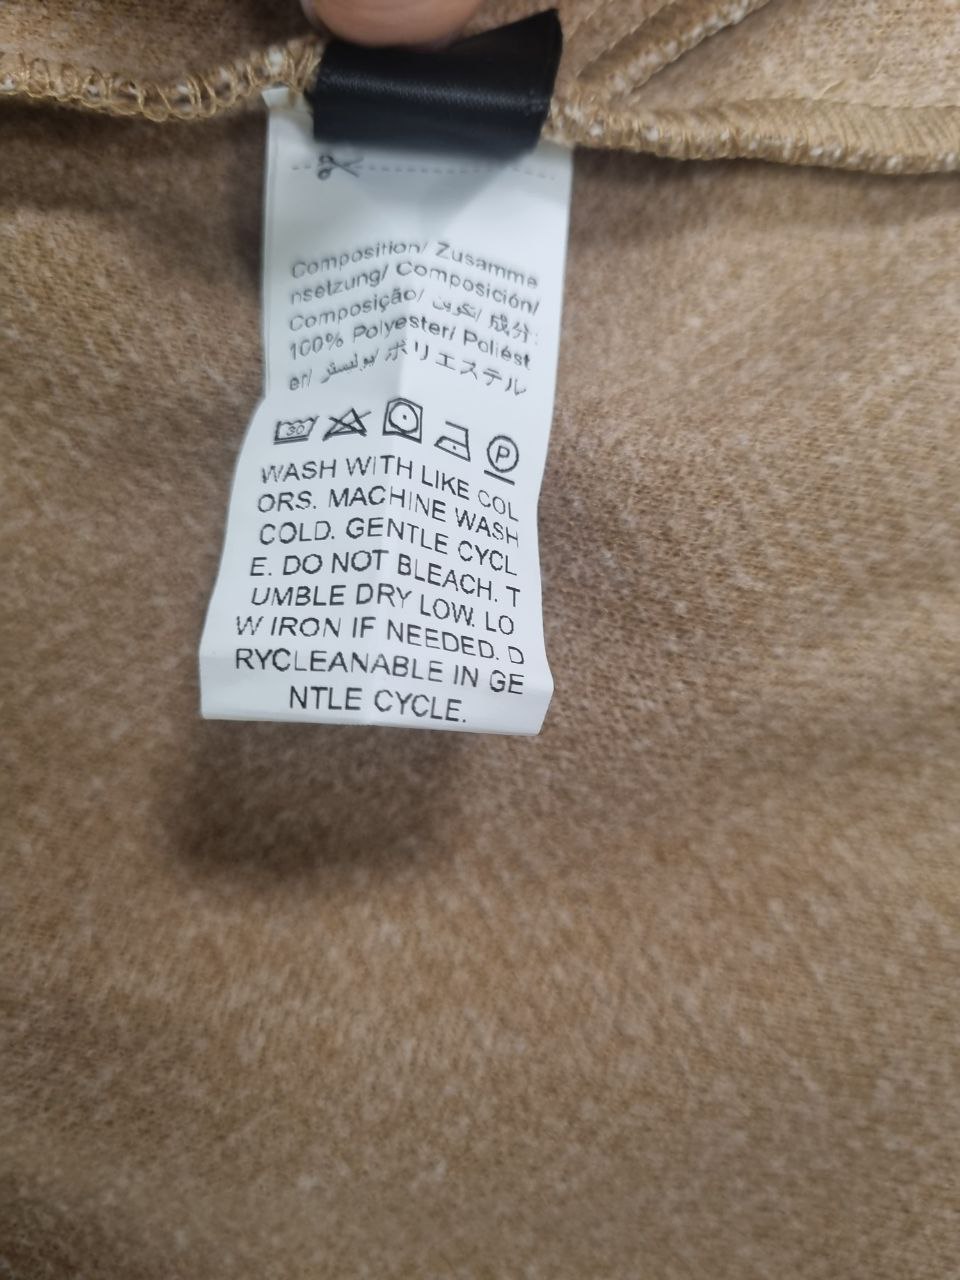 Composition/ Zusamme
nsetzung/ Composición/
Composição/ تكوين/ 成分:
100% Polyester/ Poliést
er/ بوليستر/ ポリエステル
30
P
WASH WITH LIKE COL
ORS. MACHINE WASH
COLD. GENTLE CYCL
E. DO NOT BLEACH. T
UMBLE DRY LOW. LO
W IRON IF NEEDED. D
RYCLEANABLE IN GE
NTLE CYCLE.